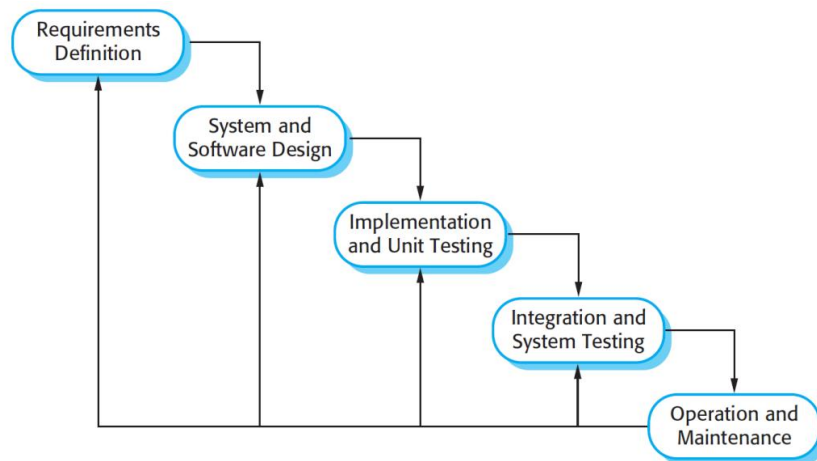 Requirements
Definition
System and
Software Design
Implementation
and Unit Testing
Integration and
System Testing
Operation and
Maintenance